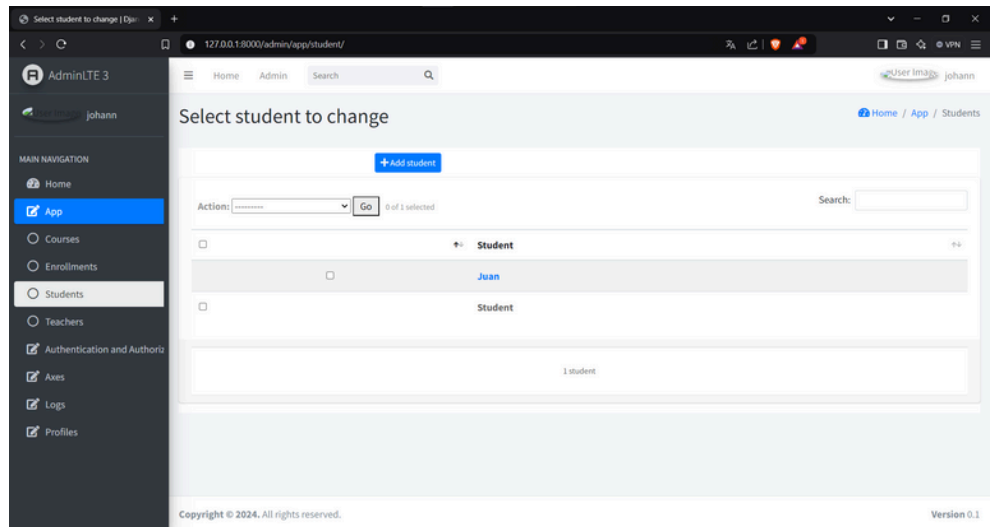 Select student to change | Djan
127.0.0.1:8000/admin/app/student/
VPN
AdminLTE 3
Home Admin Search
User Image johann
johann
Select student to change
Home / App / Students
MAIN NAVIGATION
Home
App
Courses
Enrollments
Students
Teachers
Authentication and Authoriz
Axes
Logs
Profiles
+ Add student
Action: --------- Go 0 of 1 selected
Search:
Student
Juan
Student
1 student
Copyright © 2024. All rights reserved.
Version 0.1